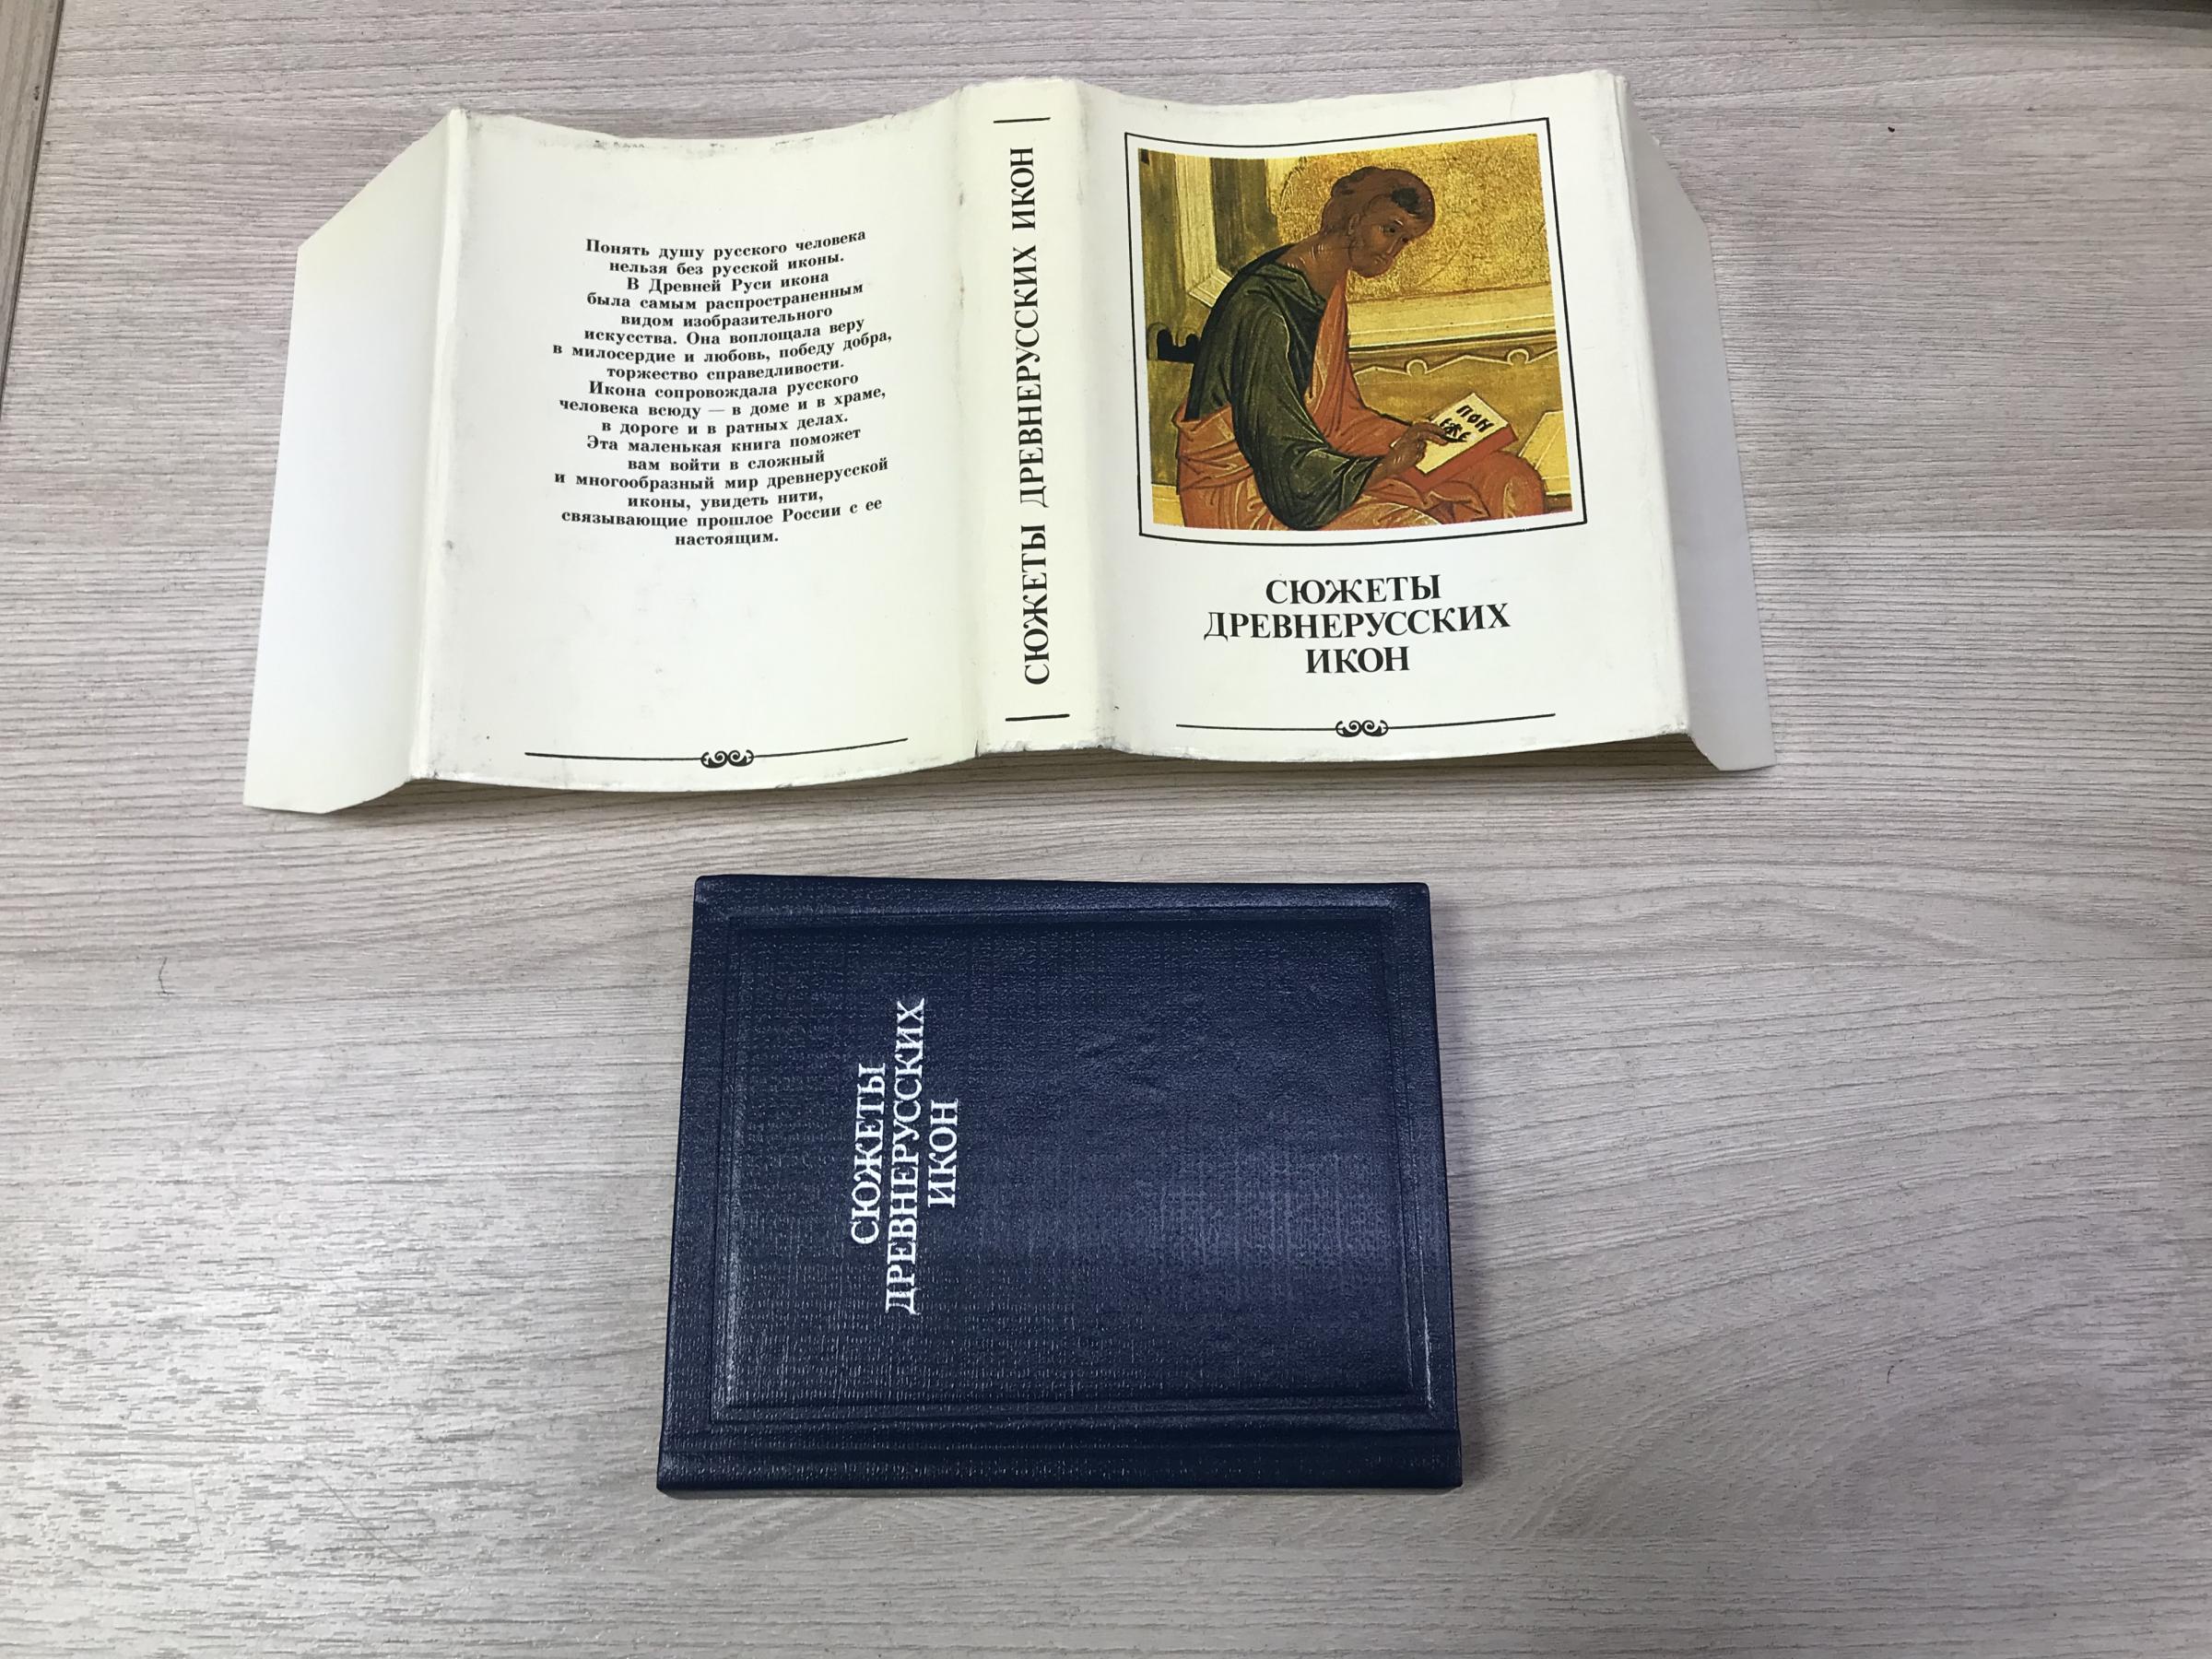 Понять душу русского человека
нельзя без русской иконы.
В Древней Руси икона
была самым распространенным
видом изобразительного
искусства. Она воплощала веру
в милосердие и любовь, победу добра,
торжество справедливости.
Икона сопровождала русского
человека всюду — в доме и в храме,
в дороге и в ратных делах.
Эта маленькая книга поможет
вам войти в сложный
и многообразный мир древнерусской
иконы, увидеть нити,
связывающие прошлое России с ее
настоящим.
СЮЖЕТЫ ДРЕВНЕРУССКИХ ИКОН
ПОН
ЕЖЕ
СЮЖЕТЫ
ДРЕВНЕРУССКИХ
ИКОН
СЮЖЕТЫ
ДРЕВНЕРУССКИХ
ИКОН